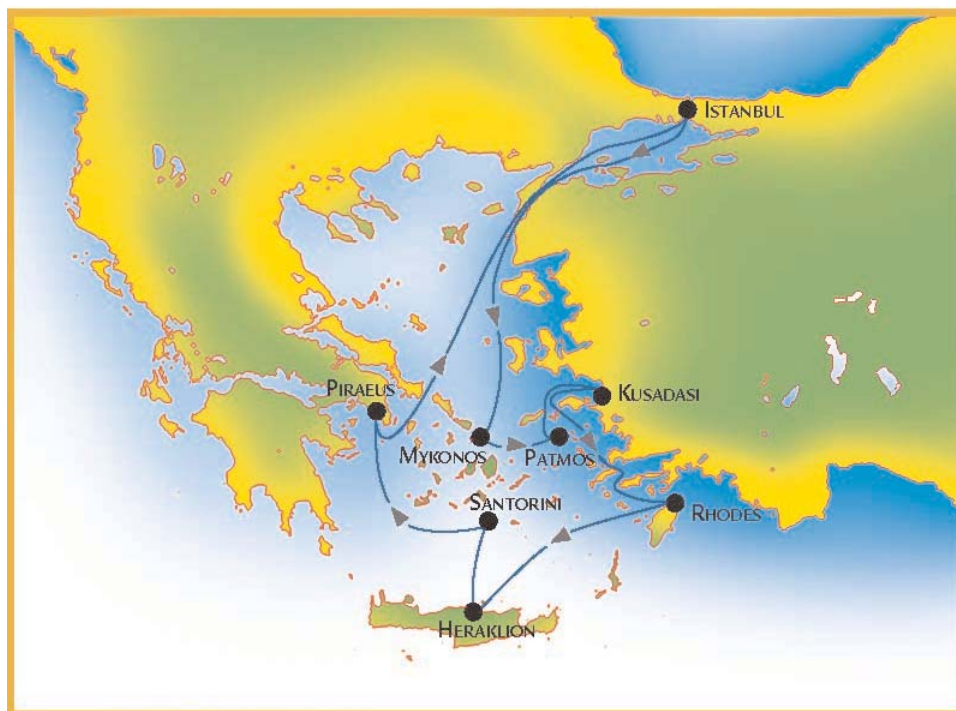 ISTANBUL
PIRAEUS
KUSADASI
MYKONOS
PATMOS
SANTORINI
RHODES
HERAKLION